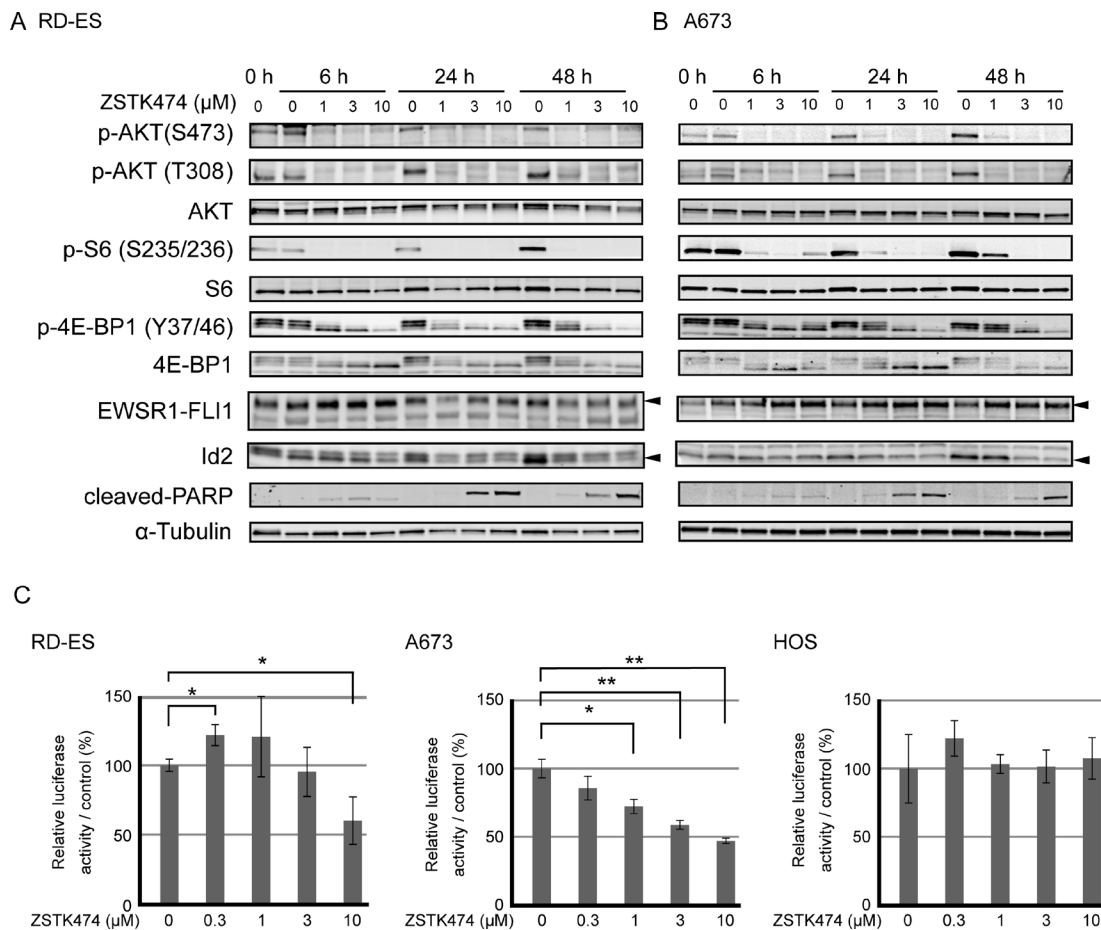 A RD-ES
B A673
0 h 6 h 24 h 48 h
0 h 6 h 24 h 48 h
ZSTK474 (μM) 0 0 1 3 10 0 1 3 10 0 1 3 10
0 0 1 3 10 0 1 3 10 0 1 3 10
p-AKT(S473)
p-AKT (T308)
AKT
p-S6 (S235/236)
S6
p-4E-BP1 (Y37/46)
4E-BP1
EWSR1-FLI1
Id2
cleaved-PARP
α-Tubulin
C
RD-ES
* *
150
100
50
0
Relative luciferase
activity / control (%)
ZSTK474 (μM) 0 0.3 1 3 10
A673
**
**
*
150
100
50
0
Relative luciferase
activity / control (%)
ZSTK474 (μM) 0 0.3 1 3 10
HOS
150
100
50
0
Relative luciferase
activity / control (%)
ZSTK474 (μM) 0 0.3 1 3 10